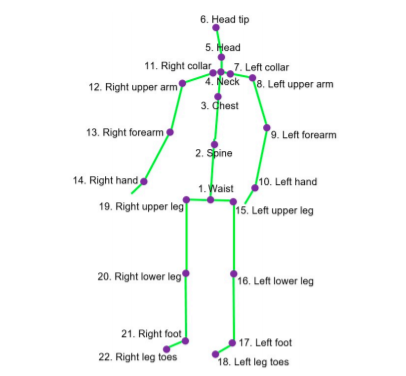 6. Head tip
5. Head
11. Right collar
7. Left collar
4. Neck
12. Right upper arm
8. Left upper arm
3. Chest
13. Right forearm
9. Left forearm
2. Spine
14. Right hand
10. Left hand
1. Waist
19. Right upper leg
15. Left upper leg
20. Right lower leg
16. Left lower leg
21. Right foot
17. Left foot
22. Right leg toes
18. Left leg toes